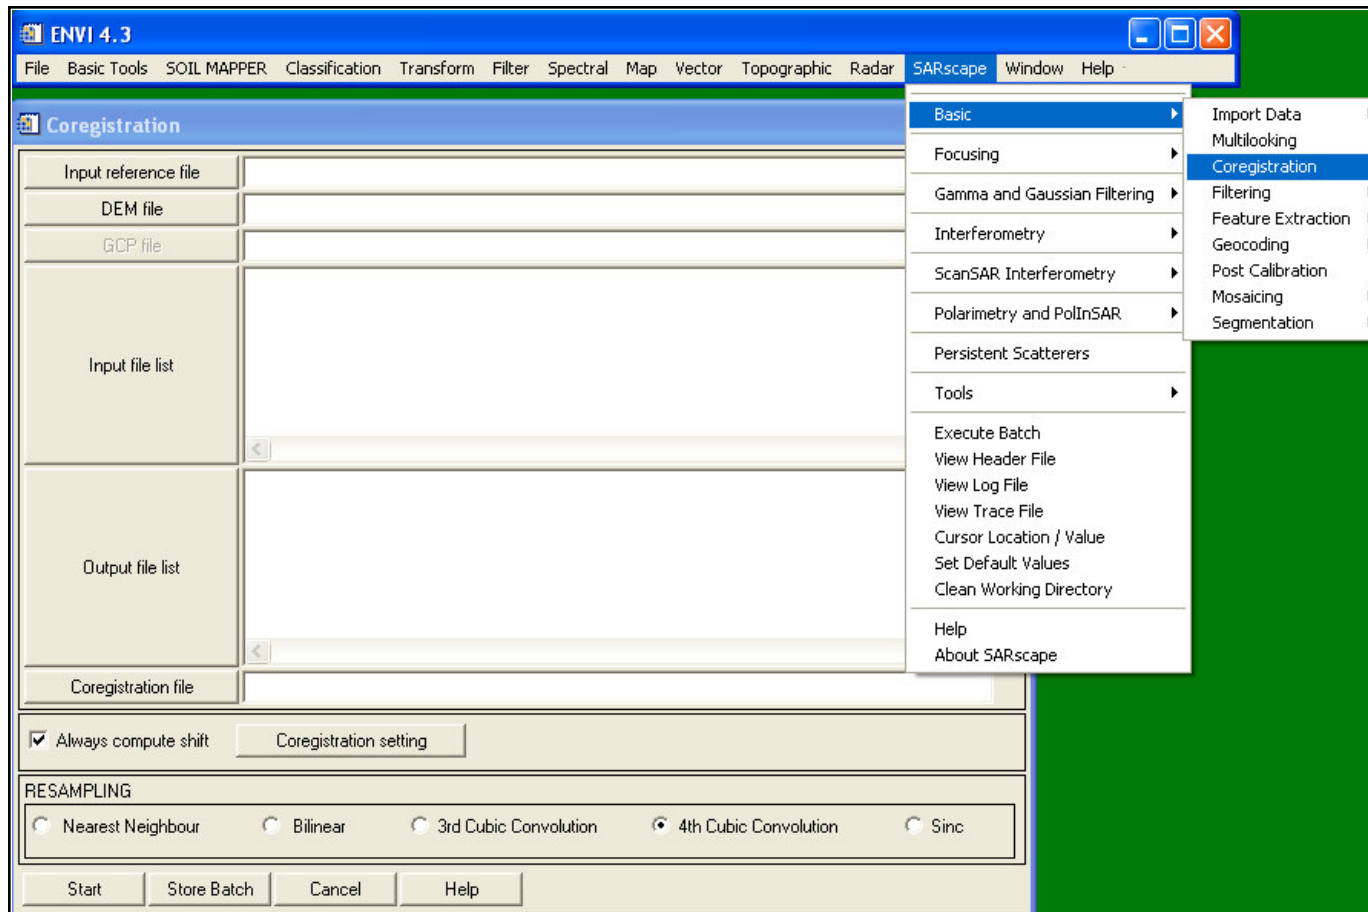 ENVI 4.3
File Basic Tools SOIL MAPPER Classification Transform Filter Spectral Map Vector Topographic Radar SARscape Window Help
Coregistration
Input reference file
DEM file
GCP file
Input file list
Output file list
Coregistration file
Always compute shift
Coregistration setting
RESAMPLING
Nearest Neighbour Bilinear 3rd Cubic Convolution 4th Cubic Convolution Sinc
Start Store Batch Cancel Help
Basic
Focusing
Gamma and Gaussian Filtering
Interferometry
ScanSAR Interferometry
Polarimetry and PolInSAR
Persistent Scatterers
Tools
Execute Batch
View Header File
View Log File
View Trace File
Cursor Location / Value
Set Default Values
Clean Working Directory
Help
About SARscape
Import Data
Multilooking
Coregistration
Filtering
Feature Extraction
Geocoding
Post Calibration
Mosaicing
Segmentation